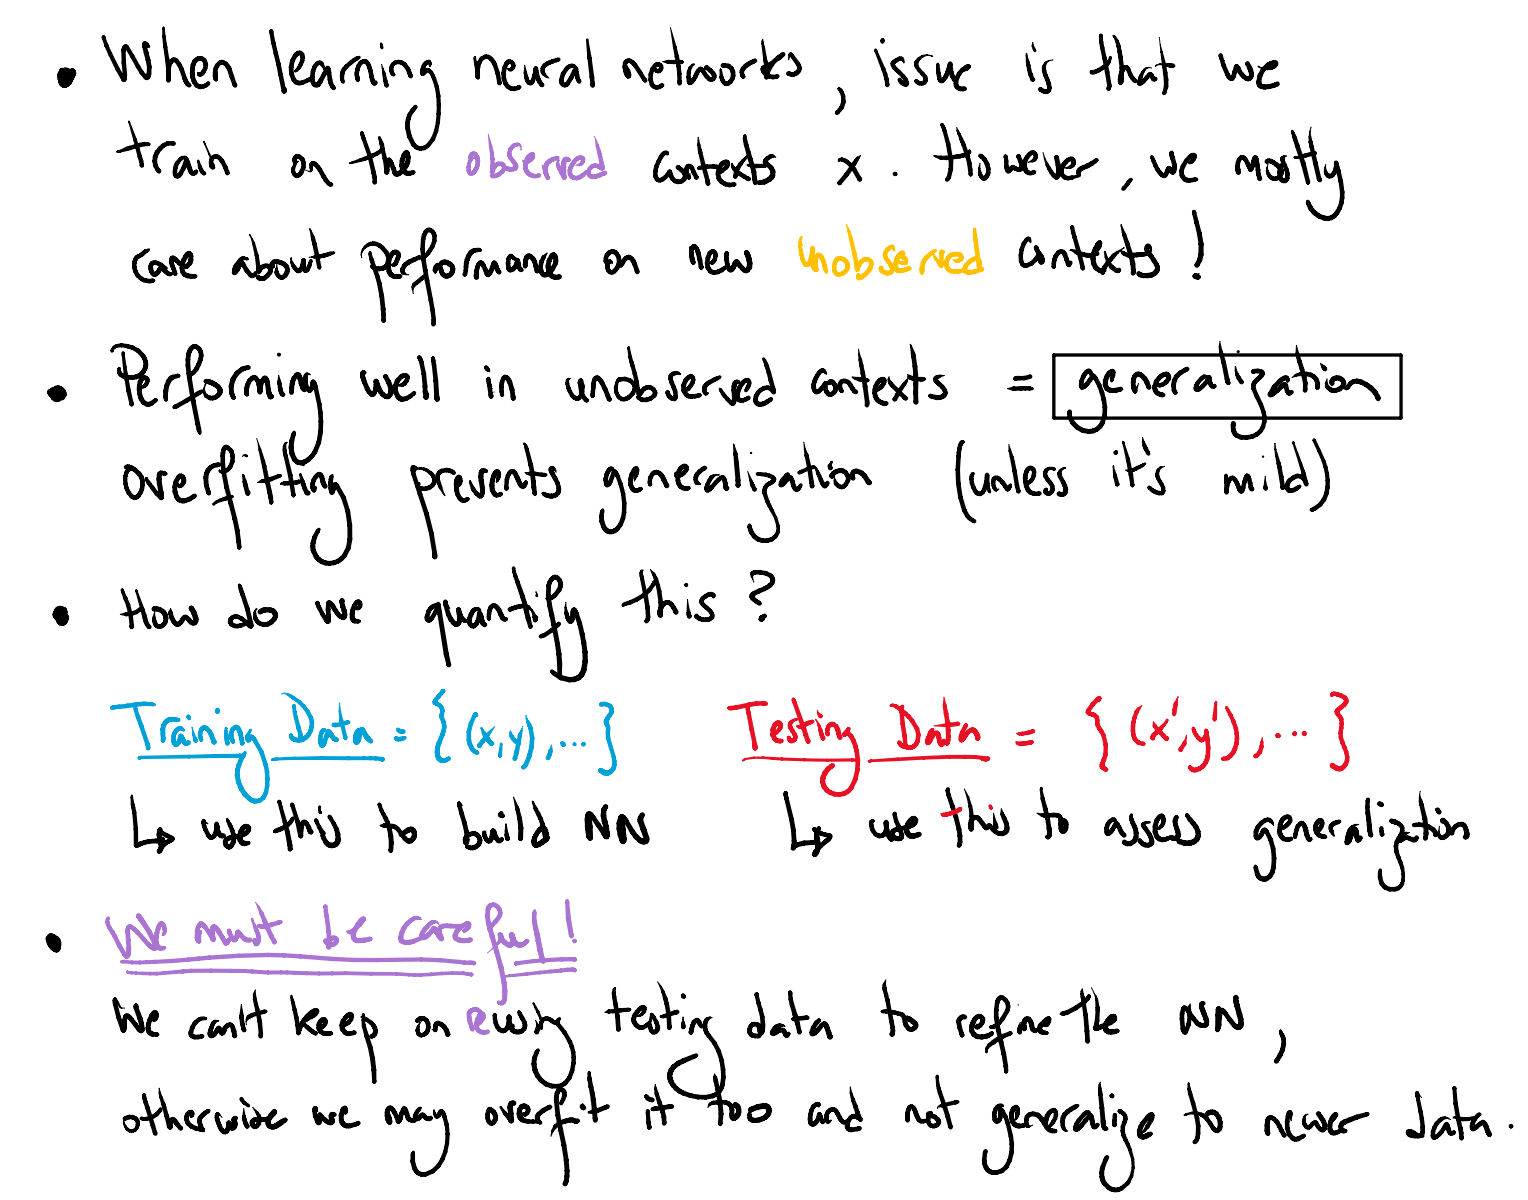 • When learning neural networks, issue is that we
train on the observed contexts x. However, we mostly
care about performance on new unobserved contexts!
• Performing well in unobserved contexts = generalization
overfitting prevents generalization (unless it's mild)
• How do we quantify this?
Training Data = {(x,y), ...} Testing Data = {(x',y'), ...}
↳ use this to build NN ↳ use this to assess generalization
• We must be careful!
We can't keep on reusing testing data to refine the NN,
otherwise we may overfit it too and not generalize to newer data.